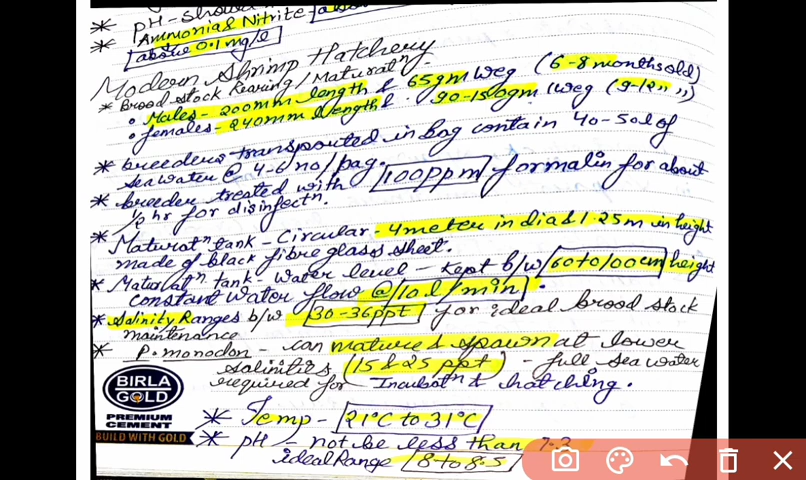 * pH - should
* Ammonia & Nitrite
above 0.1 mg/l
Modern Shrimp Hatchery
* Brood stock Rearing / Maturatⁿ
• Males - 200mm length & 65gm weg (6-8 months old)
• females - 240mm length & 90-150gm weg (9-12 〃 〃)
* breeders transported in bag contain 40-50l of
sea water @ 4-6 no/bag.
* breeder treated with 100ppm formalin for about
1/2 hr for disinfectⁿ.
* Maturatⁿ tank - Circular - 4 meter in dia & 1.25m in height
made of black fibre glass sheet.
* Maturatⁿ tank - Water level - Kept b/w 60 to 100 cm height
constant Water flow @ 10.l/min.
* Salinity Ranges b/w 30-36ppt for ideal brood stock
maintenance
* P. monodon - can mature & spawn at lower
salinities (15 & 25 ppt) - full sea water
required for Incubatⁿ & hatching.
* Temp - 21°C to 31°C
* pH - not be less than 7.3
ideal Range 8 to 8.5
BIRLA
GOLD
PREMIUM
CEMENT
BUILD WITH GOLD